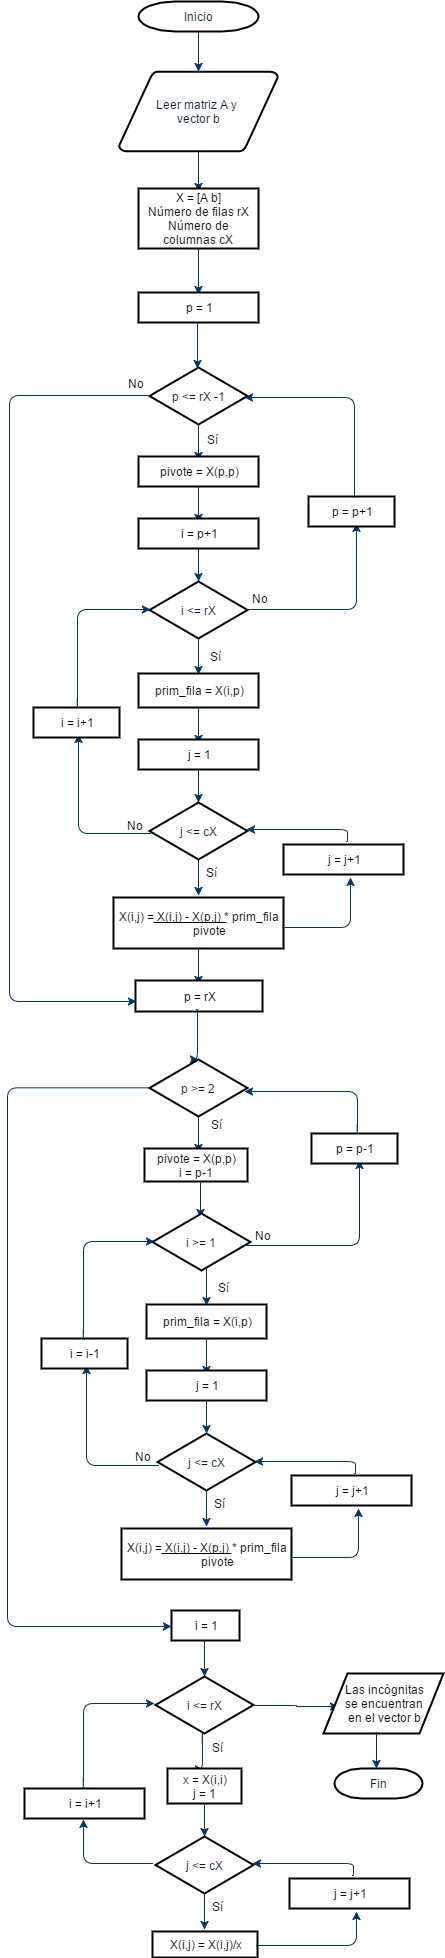 Inicio
Leer matriz A y
vector b
X = [A b]
Número de filas rX
Número de
columnas cX
p = 1
No
p <= rX -1
Sí
pivote = X(p,p)
p = p+1
i = p+1
No
i <= rX
Sí
prim_fila = X(i,p)
i = i+1
j = 1
No
j <= cX
j = j+1
Sí
X(i,j) = X(i,j) - X(p,j) * prim_fila
pivote
p = rX
p >= 2
Sí
p = p-1
pivote = X(p,p)
i = p-1
No
i >= 1
Sí
prim_fila = X(i,p)
i = i-1
j = 1
No
j <= cX
j = j+1
Sí
X(i,j) = X(i,j) - X(p,j) * prim_fila
pivote
i = 1
i <= rX
Las incógnitas
se encuentran
en el vector b
Sí
x = X(i,i)
j = 1
Fin
i = i+1
j <= cX
j = j+1
Sí
X(i,j) = X(i,j)/x